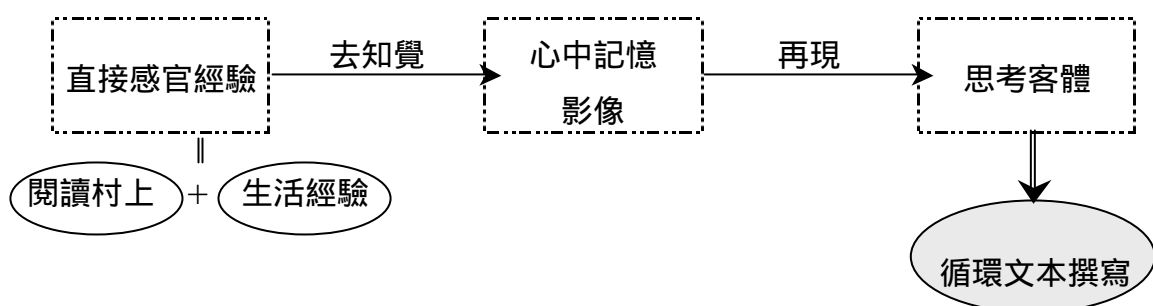 直接感官經驗
去知覺
心中記憶
影像
再現
思考客體
‖
閱讀村上
+
生活經驗
循環文本撰寫